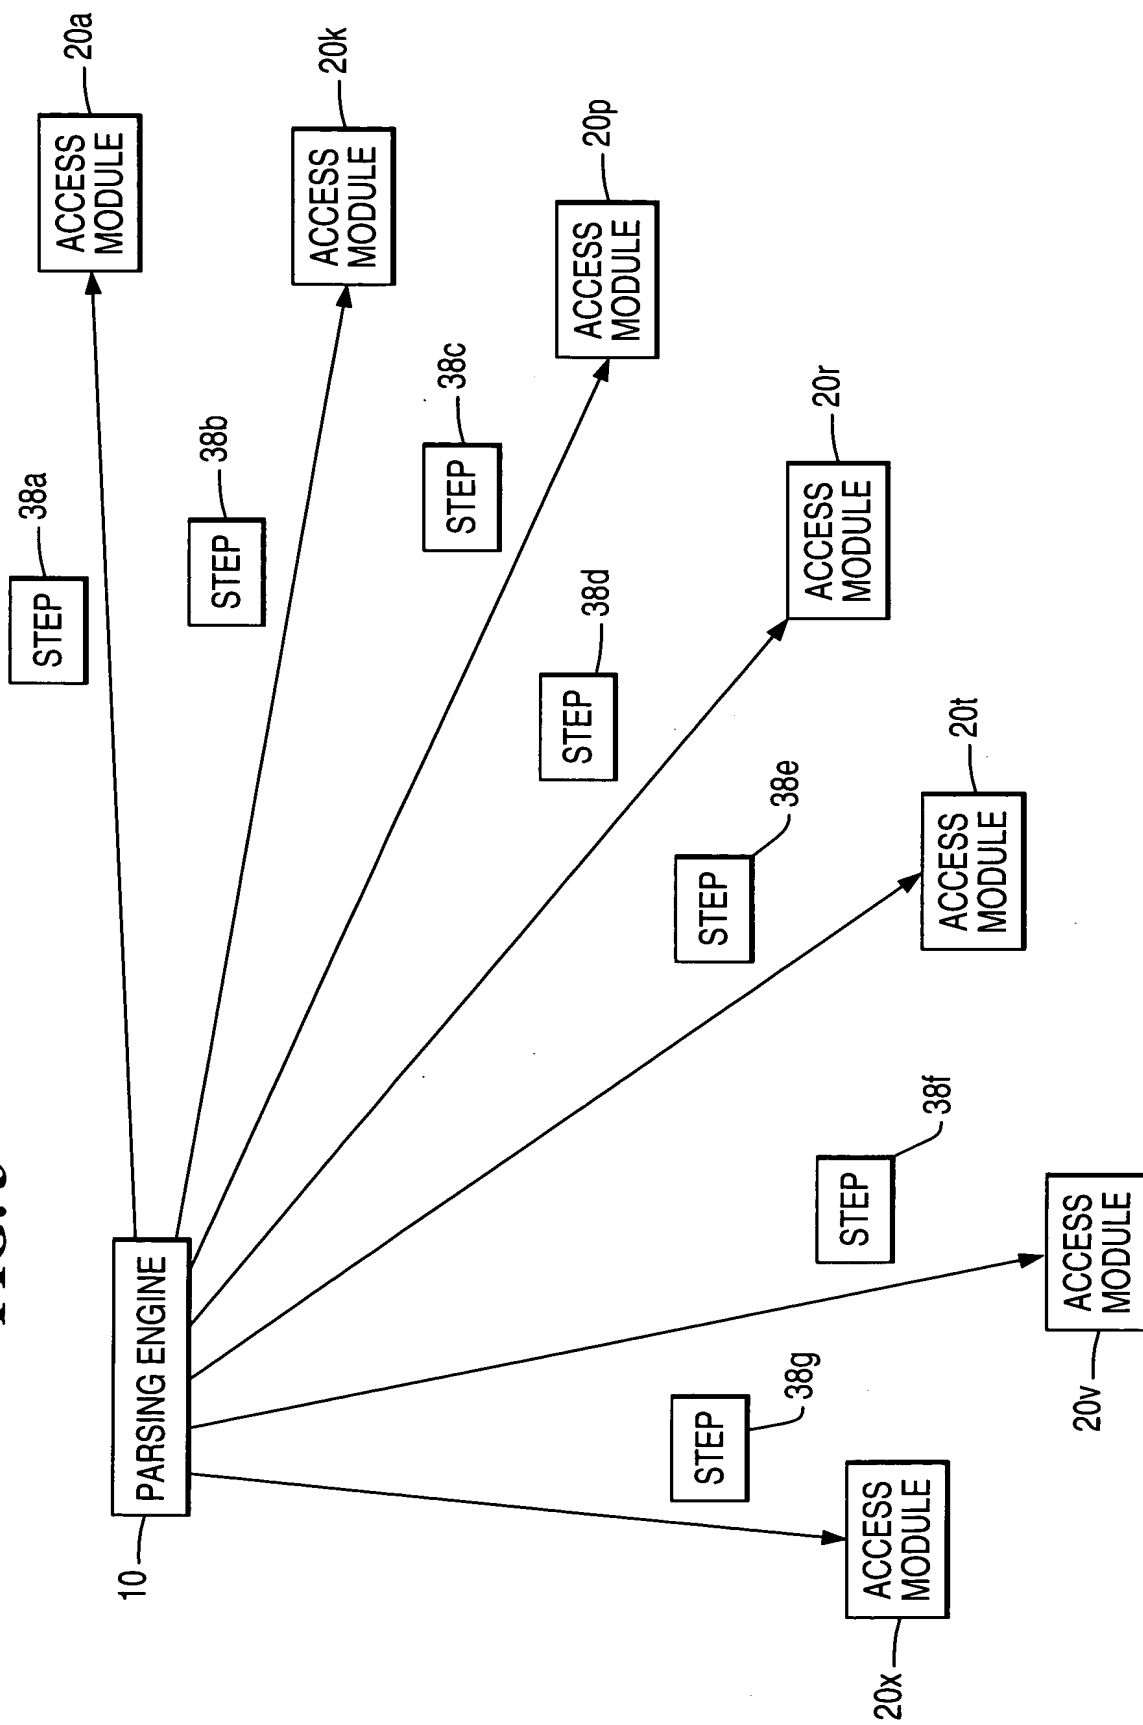 FIG.
STEP
38a
ACCESS
MODULE
20a
10
PARSING ENGINE
STEP
38b
ACCESS
MODULE
20k
STEP
38c
ACCESS
MODULE
20p
STEP
38d
ACCESS
MODULE
20r
STEP
38e
ACCESS
MODULE
20t
STEP
38f
ACCESS
MODULE
20v
STEP
38g
ACCESS
MODULE
20x